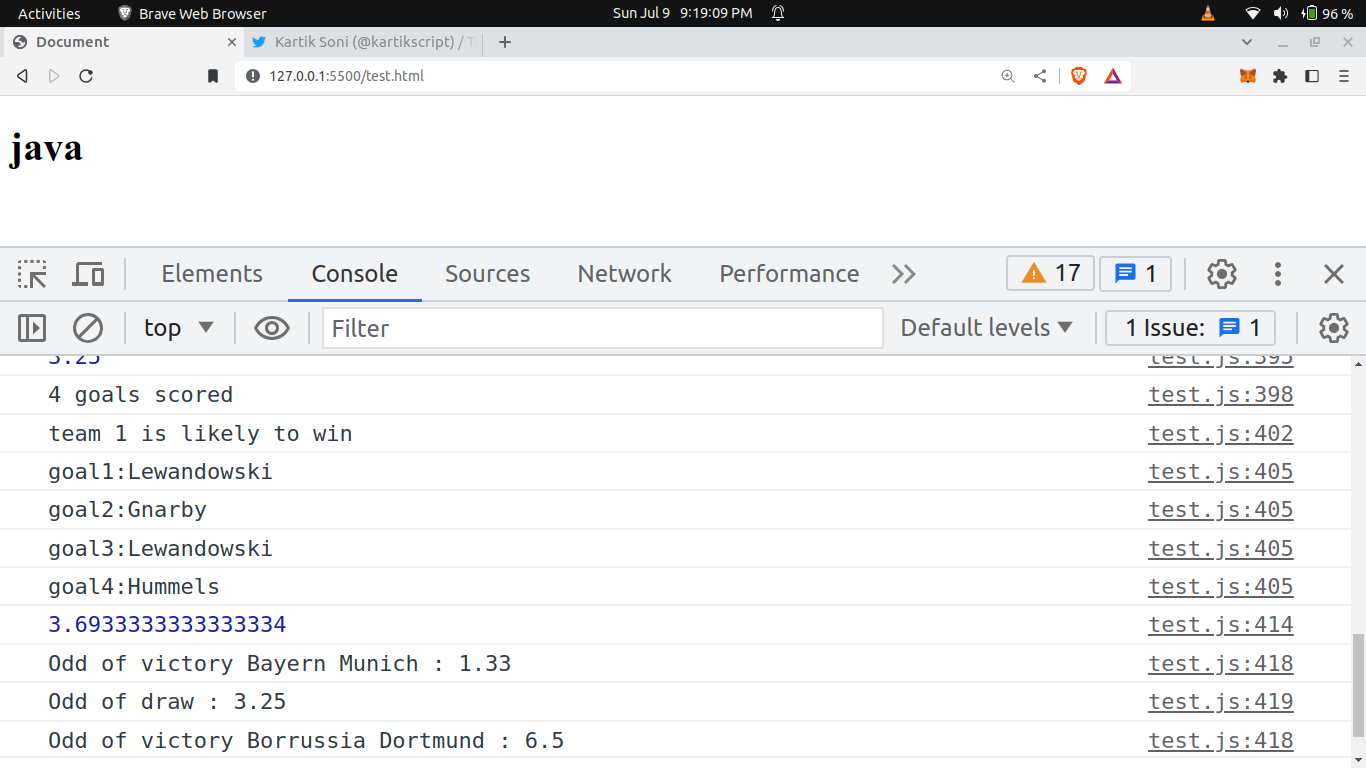 Activities Brave Web Browser Sun Jul 9 9:19:09 PM 96 %
Document Kartik Soni (@kartikscript) /
127.0.0.1:5500/test.html
java
Elements Console Sources Network Performance 17 1
top Filter Default levels 1 Issue: 1
3.25 test.js:395
4 goals scored test.js:398
team 1 is likely to win test.js:402
goal1:Lewandowski test.js:405
goal2:Gnarby test.js:405
goal3:Lewandowski test.js:405
goal4:Hummels test.js:405
3.6933333333333334 test.js:414
Odd of victory Bayern Munich : 1.33 test.js:418
Odd of draw : 3.25 test.js:419
Odd of victory Borrussia Dortmund : 6.5 test.js:418